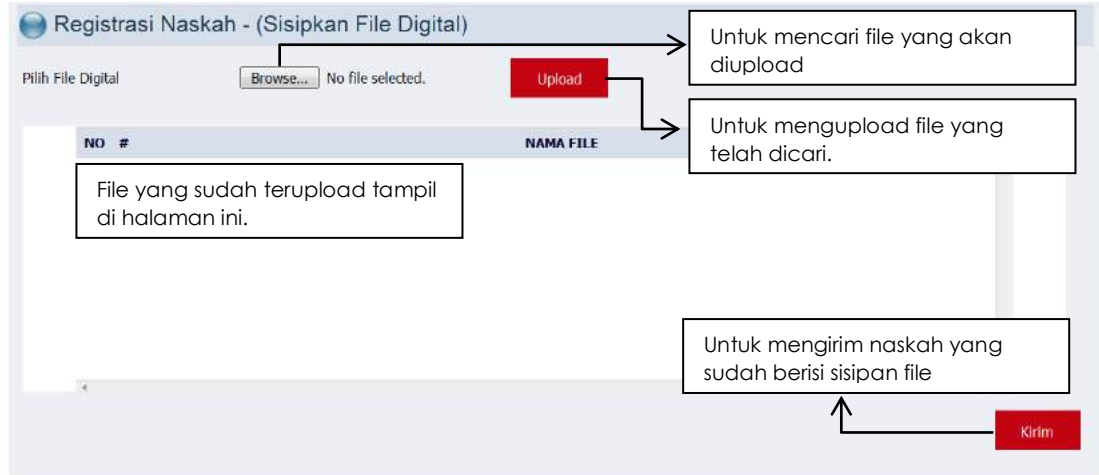 Registrasi Naskah - (Sisipkan File Digital)
Untuk mencari file yang akan
diupload
Pilih File Digital
Browse... No file selected.
Upload
Untuk mengupload file yang
telah dicari.
NO # NAMA FILE
File yang sudah terupload tampil
di halaman ini.
Untuk mengirim naskah yang
sudah berisi sisipan file
Kirim